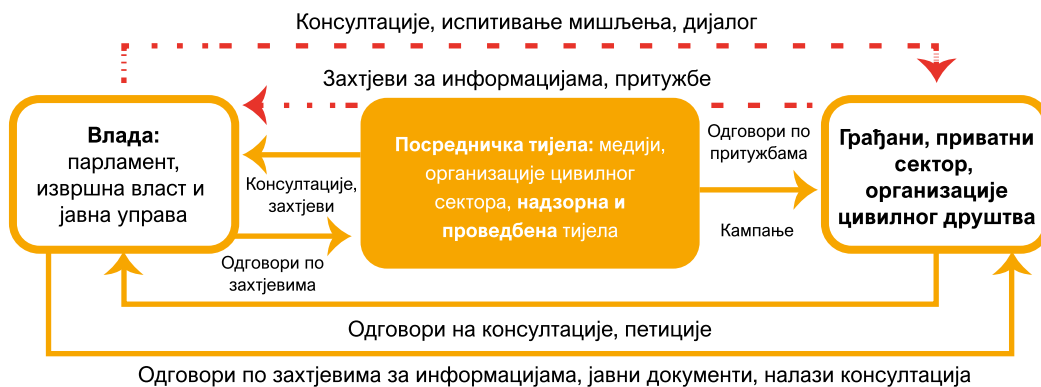 Консултације, испитивање мишљења, дијалог
Захтјеви за информацијама, притужбе
Влада:
парламент,
извршна власт и
јавна управа
Консултације,
захтјеви
Одговори по
захтјевима
Посредничка тијела: медији,
организације цивилног
сектора, надзорна и
проведбена тијела
Одговори по
притужбама
Кампање
Грађани, приватни
сектор,
организације
цивилног друштва
Одговори на консултације, петиције
Одговори по захтјевима за информацијама, јавни документи, налази консултација